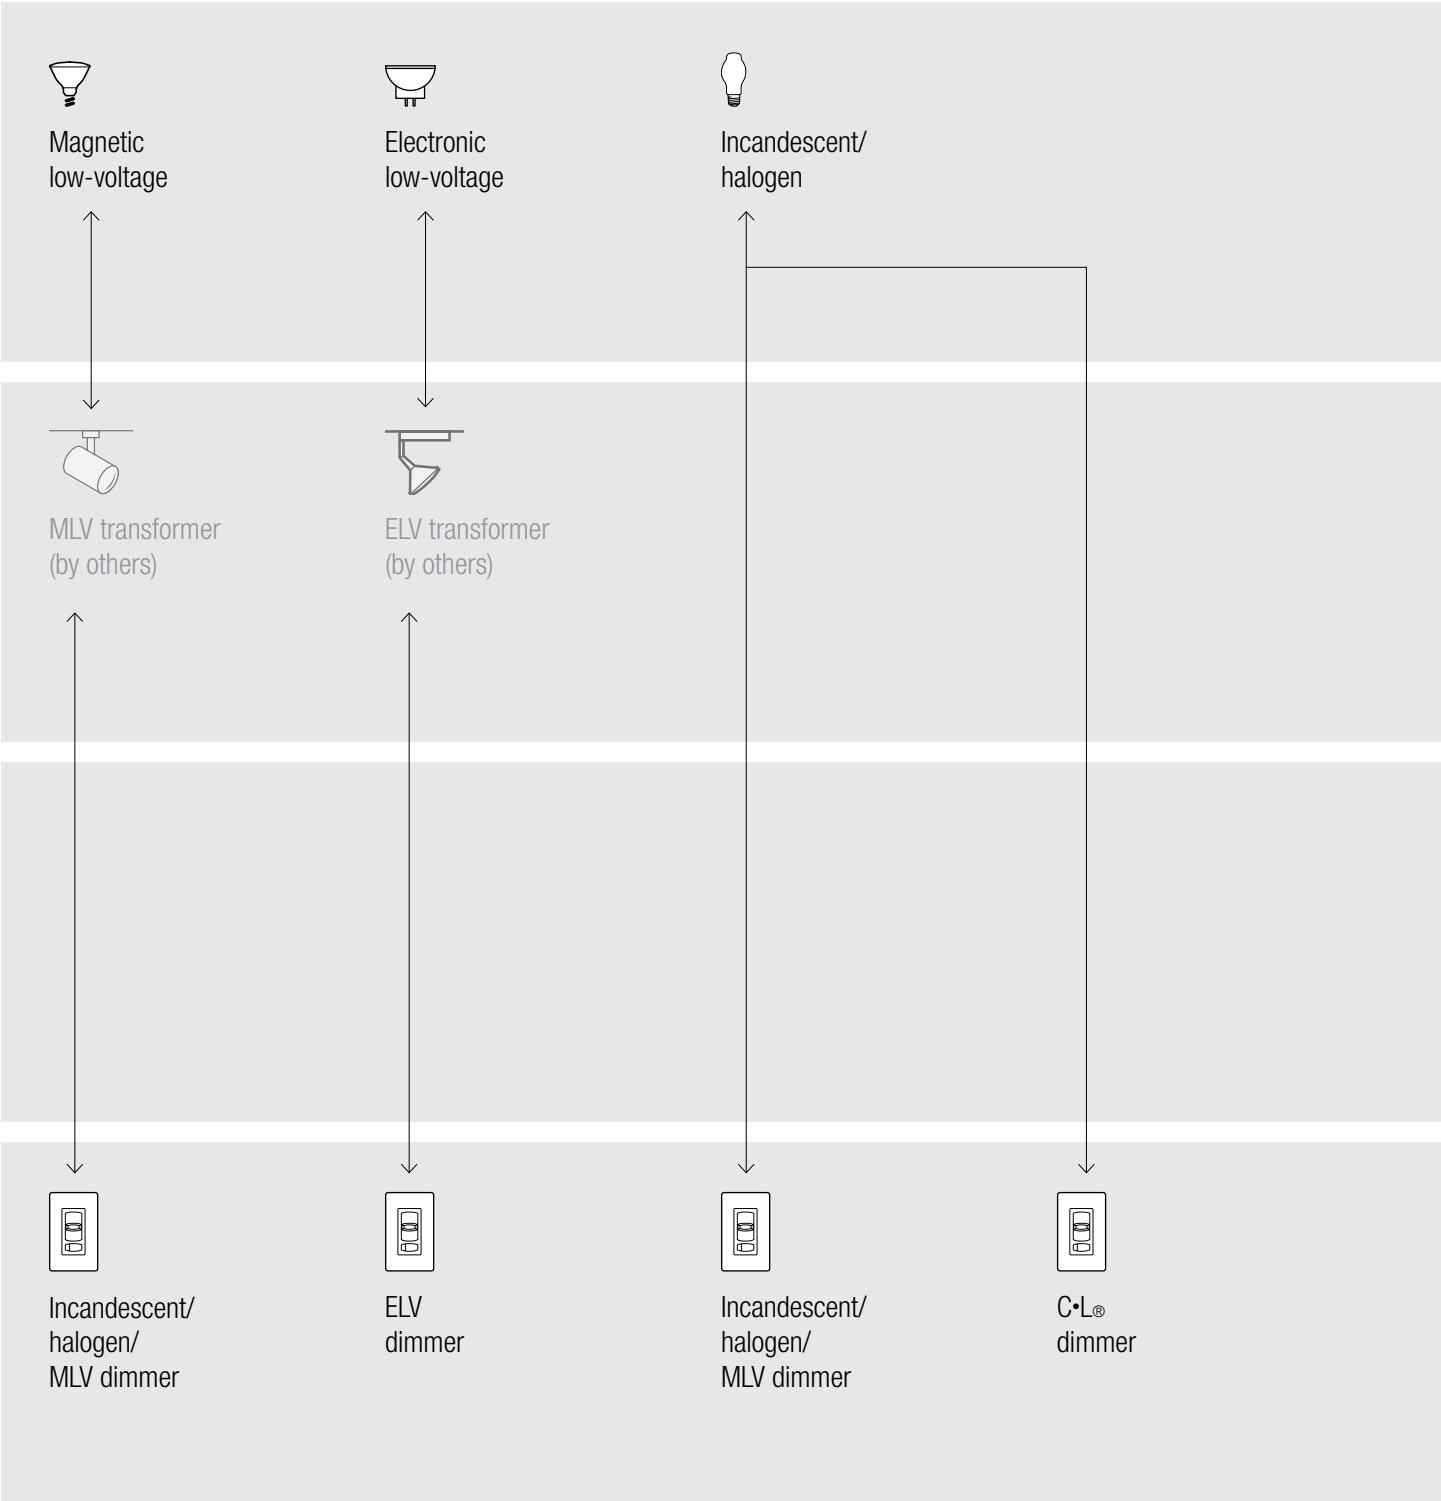 Magnetic
low-voltage
Electronic
low-voltage
Incandescent/
halogen
MLV transformer
(by others)
ELV transformer
(by others)
Incandescent/
halogen/
MLV dimmer
ELV
dimmer
Incandescent/
halogen/
MLV dimmer
C•L®
dimmer